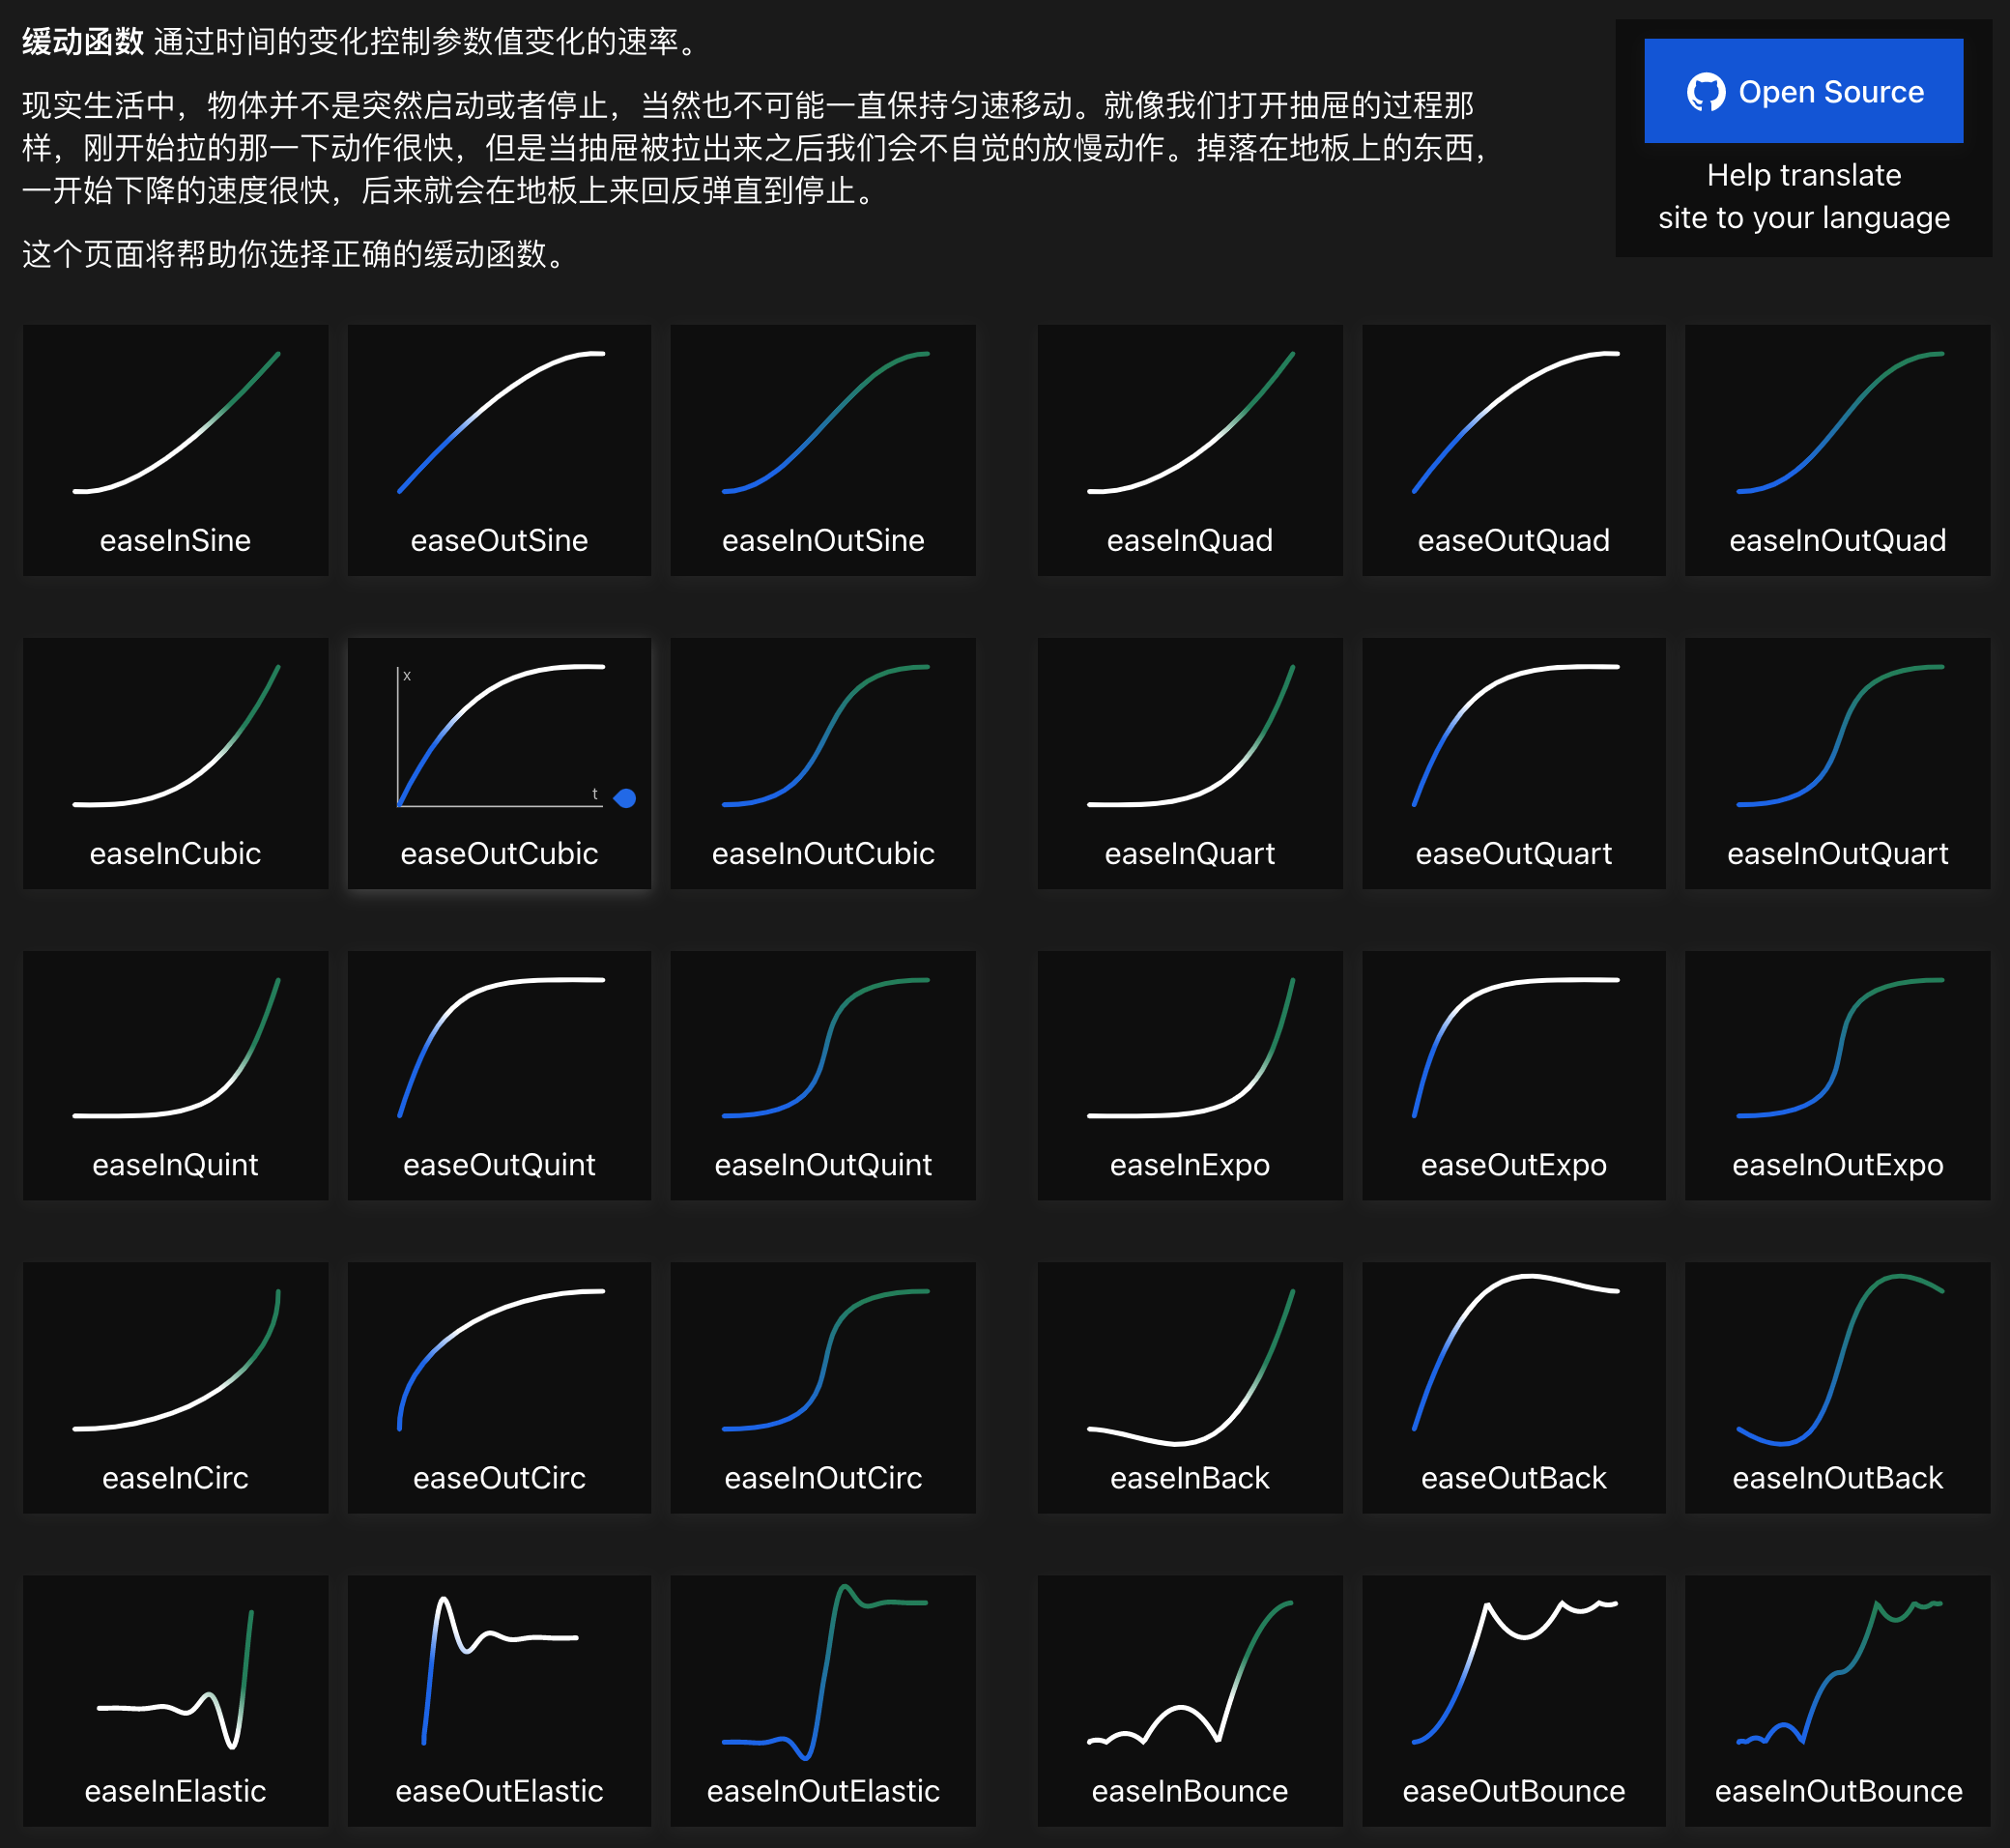 缓动函数 通过时间的变化控制参数值变化的速率。
现实生活中，物体并不是突然启动或者停止，当然也不可能一直保持匀速移动。就像我们打开抽屉的过程那
样，刚开始拉的那一下动作很快，但是当抽屉被拉出来之后我们会不自觉的放慢动作。掉落在地板上的东西，
一开始下降的速度很快，后来就会在地板上来回反弹直到停止。
这个页面将帮助你选择正确的缓动函数。
Open Source
Help translate
site to your language
easeInSine
easeOutSine
easeInOutSine
easeInQuad
easeOutQuad
easeInOutQuad
easeInCubic
x
t
easeOutCubic
easeInOutCubic
easeInQuart
easeOutQuart
easeInOutQuart
easeInQuint
easeOutQuint
easeInOutQuint
easeInExpo
easeOutExpo
easeInOutExpo
easeInCirc
easeOutCirc
easeInOutCirc
easeInBack
easeOutBack
easeInOutBack
easeInElastic
easeOutElastic
easeInOutElastic
easeInBounce
easeOutBounce
easeInOutBounce